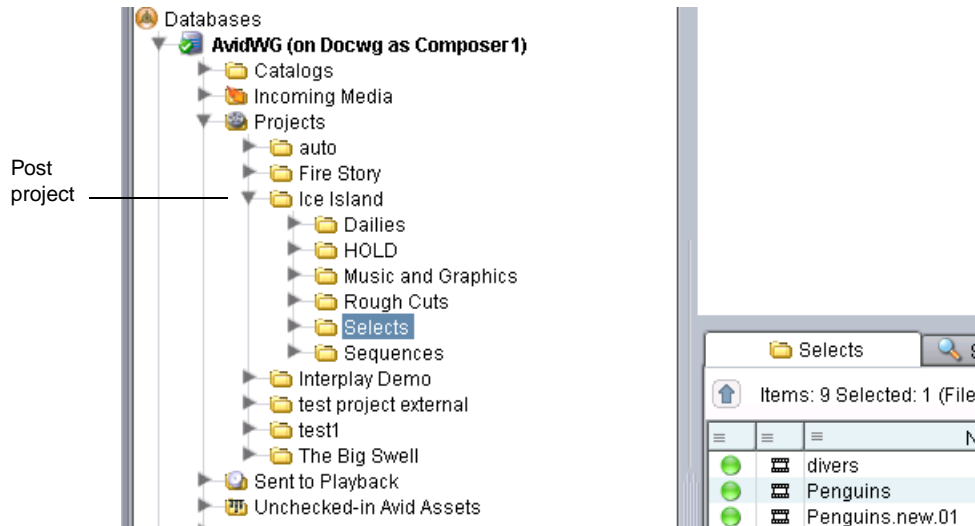 Databases
AvidWG (on Docwg as Composer1)
Catalogs
Incoming Media
Projects
auto
Fire Story
Post
project
Ice Island
Dailies
HOLD
Music and Graphics
Rough Cuts
Selects
Sequences
Interplay Demo
test project external
test1
The Big Swell
Sent to Playback
Unchecked-in Avid Assets
Selects
Items: 9 Selected: 1 (File
divers
Penguins
Penguins.new.01